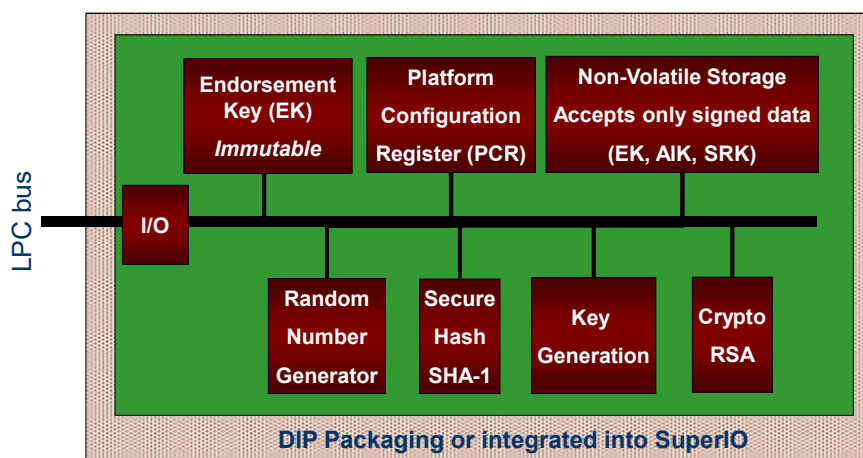 Endorsement
Key (EK)
Immutable
Platform
Configuration
Register (PCR)
Non-Volatile Storage
Accepts only signed data
(EK, AIK, SRK)
LPC bus
I/O
Random
Number
Generator
Secure
Hash
SHA-1
Key
Generation
Crypto
RSA
DIP Packaging or integrated into SuperIO